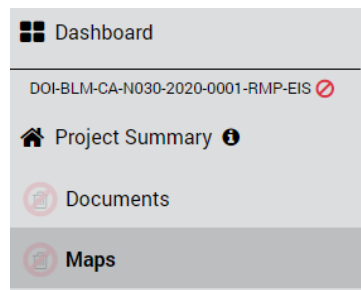 Dashboard
DOI-BLM-CA-N030-2020-0001-RMP-EIS
Project Summary
Documents
Maps